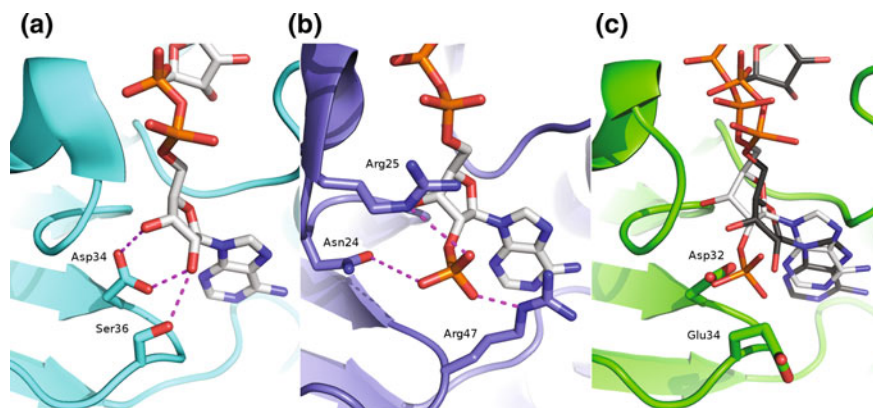 (a)
(b)
(c)
Arg25
Asn24
Asp34
Asp32
Ser36
Arg47
Glu34